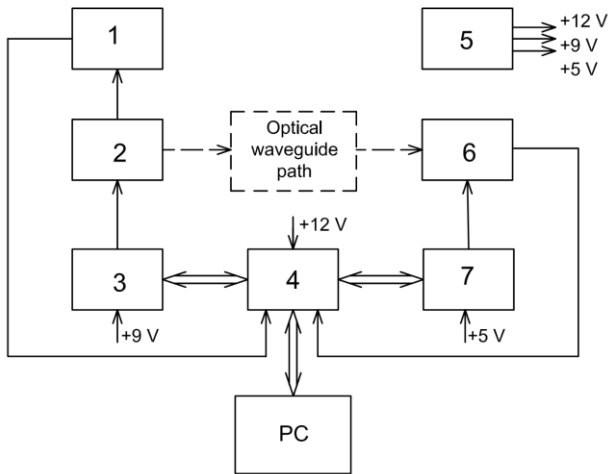 1
5
+12 V
+9 V
+5 V
2
Optical
waveguide
path
6
+12 V
3
4
7
+9 V
+5 V
PC